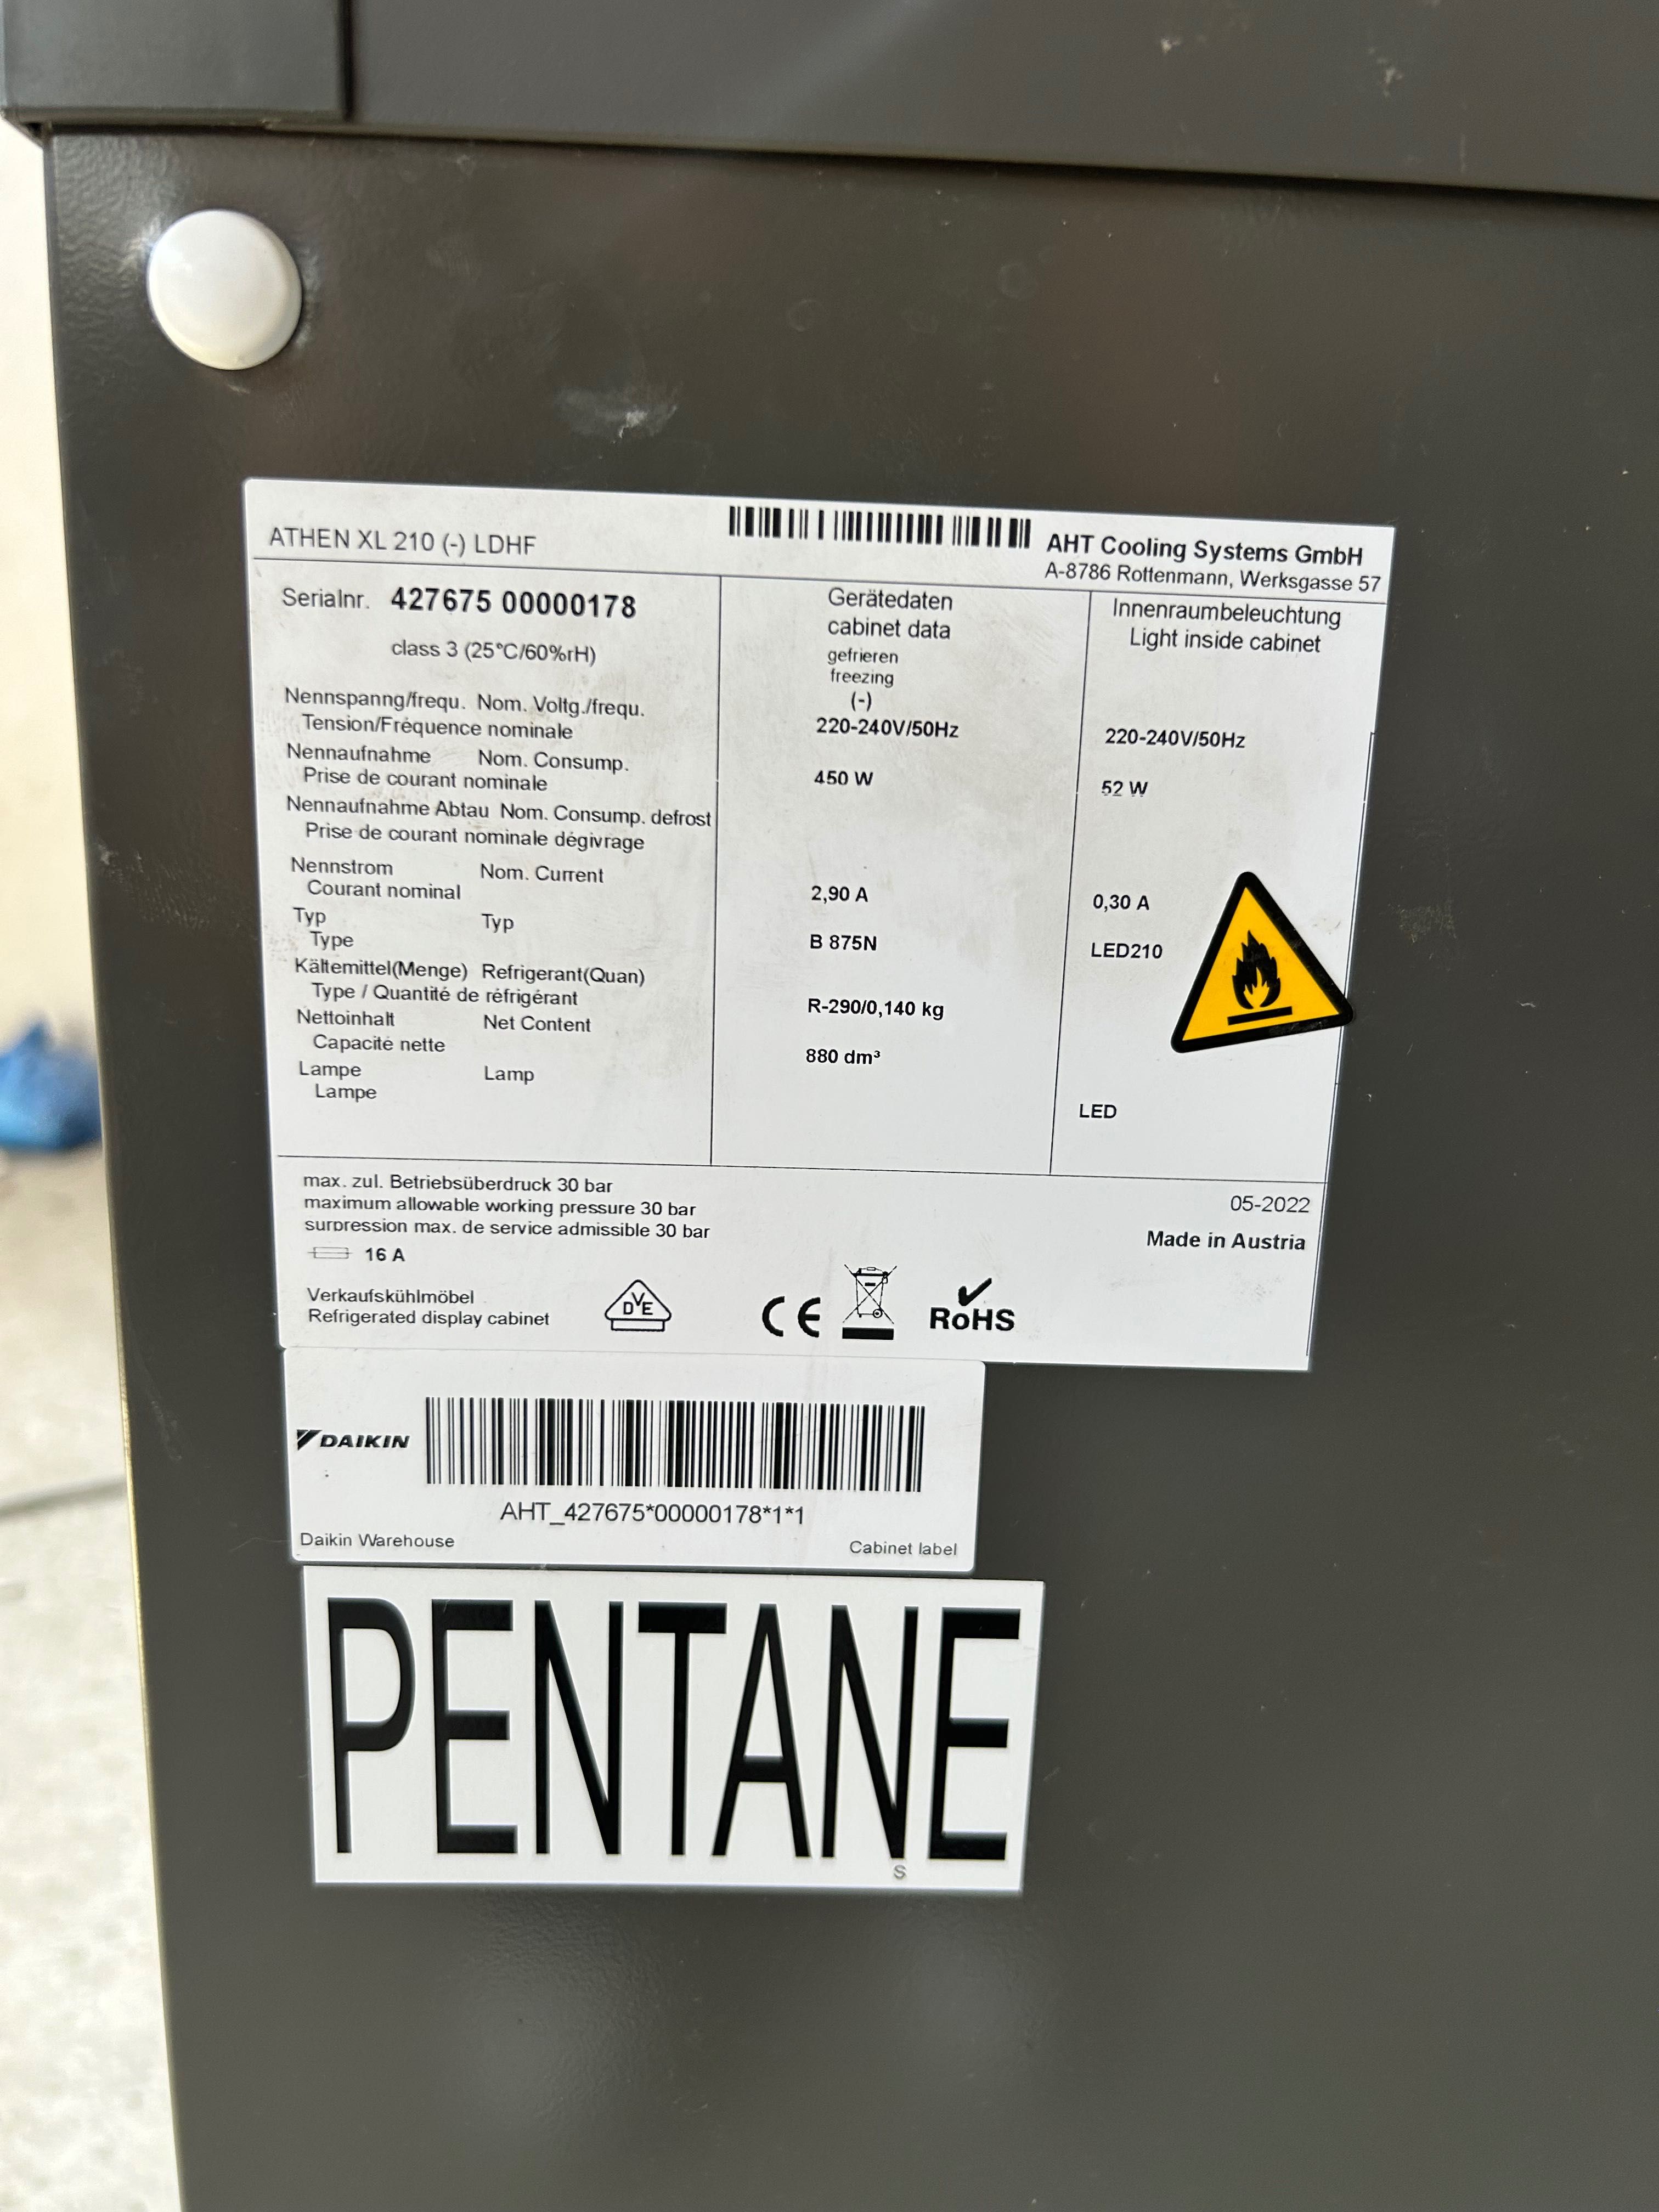 ATHEN XL 210 (-) LDHF
AHT Cooling Systems GmbH
A-8786 Rottenmann, Werksgasse 57
Serialnr. 427675 00000178
class 3 (25°C/60%rH)
Gerätedaten
cabinet data
gefrieren
freezing
(-)
Innenraumbeleuchtung
Light inside cabinet
Nennspanng/frequ. Nom. Voltg./frequ.
Tension/Fréquence nominale
220-240V/50Hz
220-240V/50Hz
Nennaufnahme Nom. Consump.
Prise de courant nominale
450 W
52 W
Nennaufnahme Abtau Nom. Consump. defrost
Prise de courant nominale dégivrage
Nennstrom Nom. Current
Courant nominal
2,90 A
0,30 A
Typ Typ
Type
B 875N
LED210
Kältemittel(Menge) Refrigerant(Quan)
Type / Quantité de réfrigérant
R-290/0,140 kg
Nettoinhalt Net Content
Capacité nette
880 dm³
Lampe Lamp
Lampe
LED
max. zul. Betriebsüberdruck 30 bar
maximum allowable working pressure 30 bar
surpression max. de service admissible 30 bar
16 A
05-2022
Made in Austria
Verkaufskühlmöbel
Refrigerated display cabinet
DVE
CE
RoHS
DAIKIN
AHT_427675*00000178*1*1
Daikin Warehouse
Cabinet label
PENTANE
S